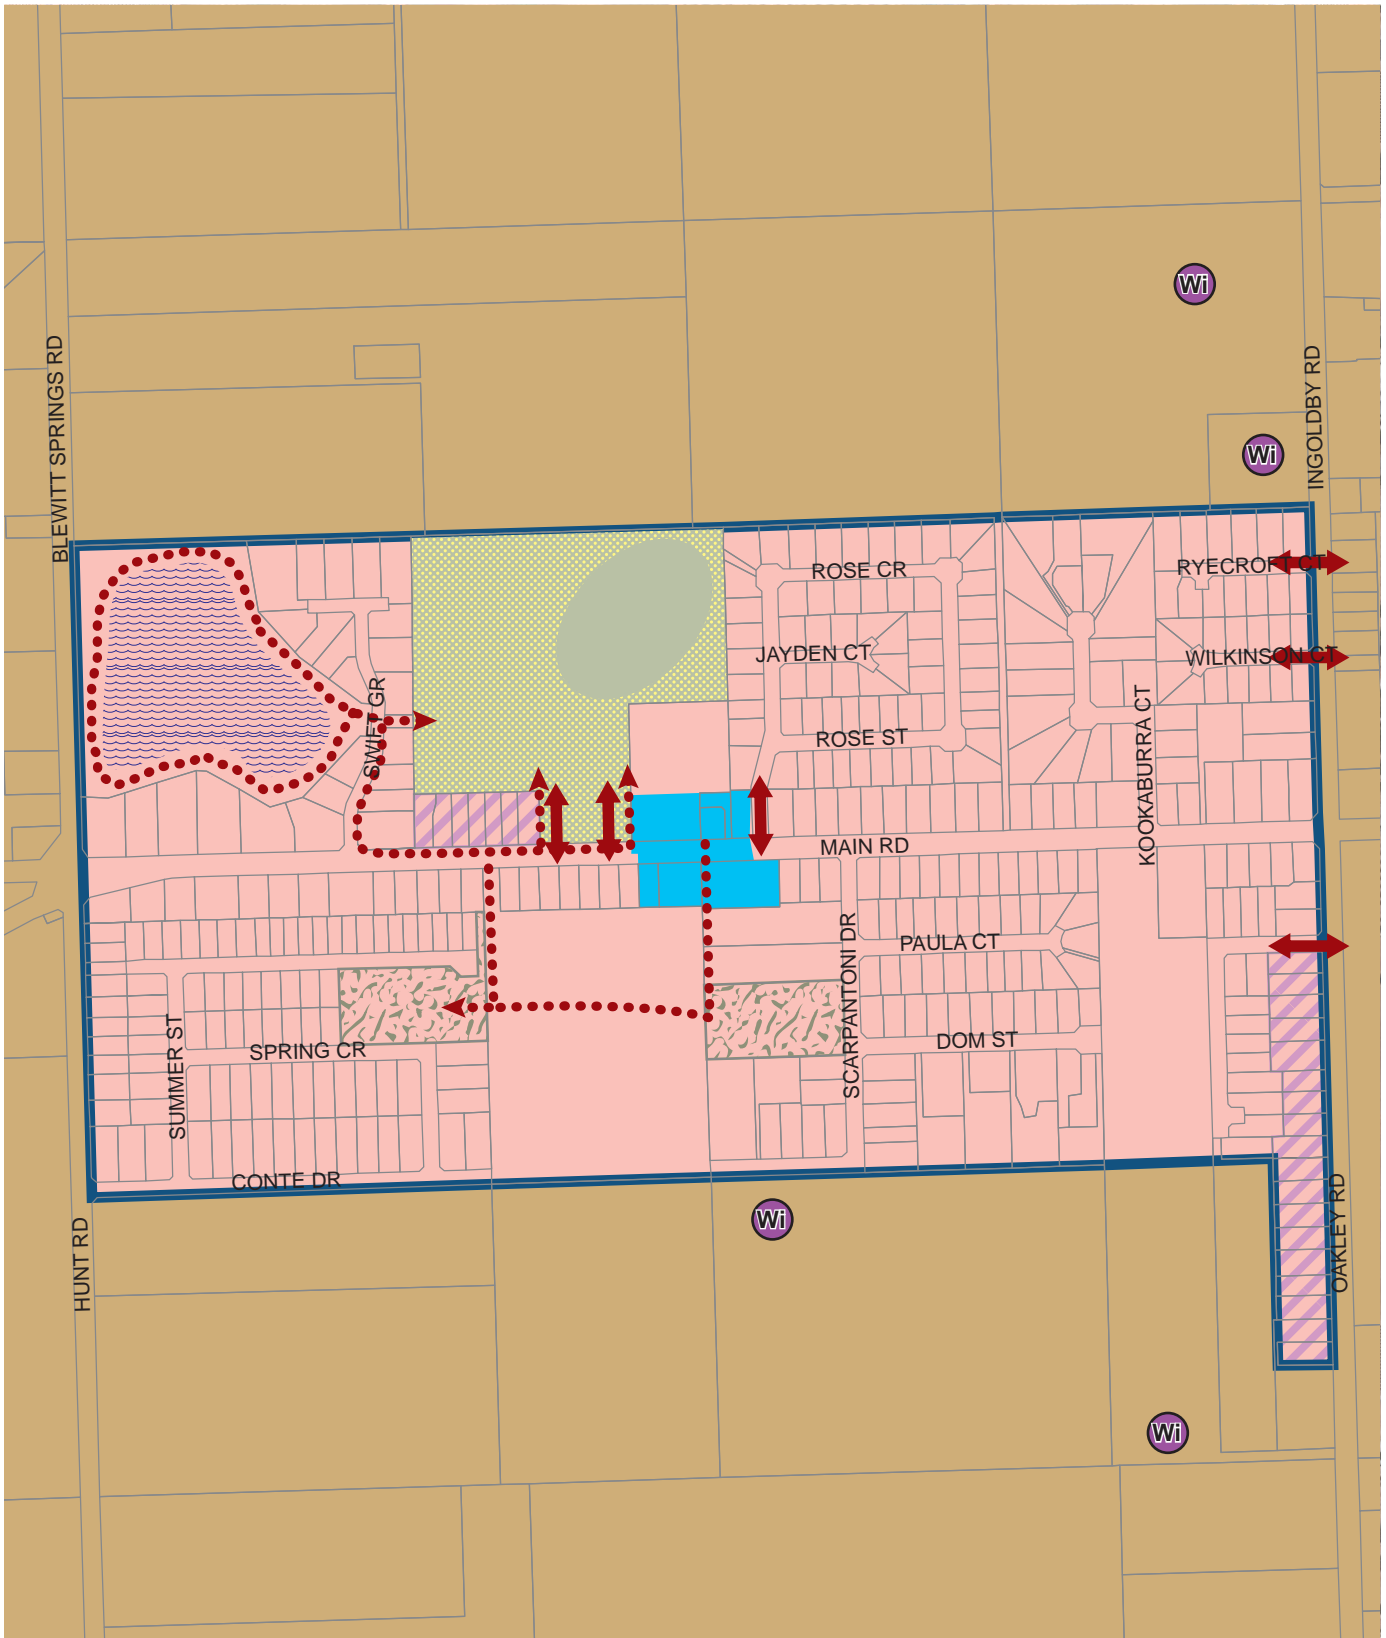 Wi
BLEWITT SPRINGS RD
INGOLDBY RD
Wi
ROSE CR
RYECROFT CT
JAYDEN CT
WILKINSON CT
SWIFT GR
ROSE ST
KOOKABURRA CT
MAIN RD
PAULA CT
SCARPANTONI DR
DOM ST
SPRING CR
SUMMER ST
CONTE DR
Wi
HUNT RD
OAKLEY RD
Wi